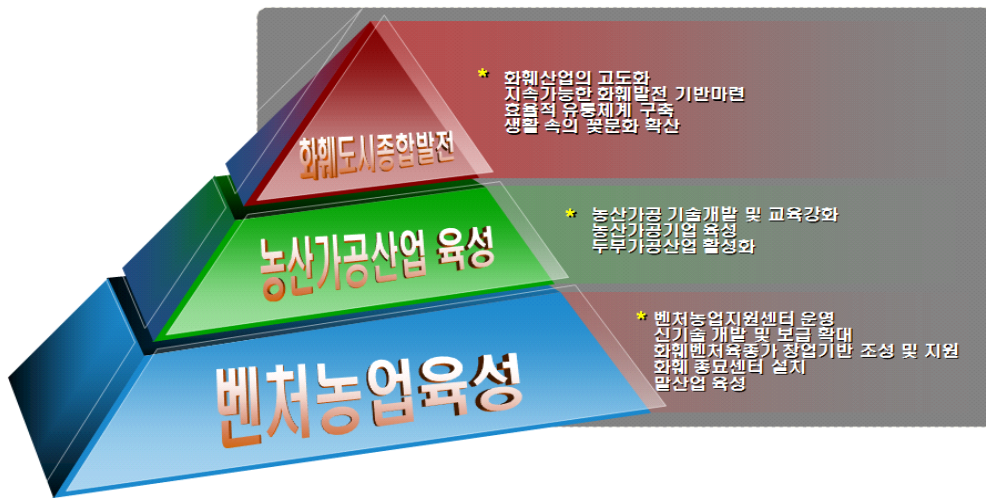 화훼도시종합발전
* 화훼산업의 고도화
지속가능한 화훼발전 기반마련
효율적 유통체계 구축
생활 속의 꽃문화 확산
농산가공산업 육성
* 농산가공 기술개발 및 교육강화
농산가공기업 육성
두부가공산업 활성화
벤처농업육성
* 벤처농업지원센터 운영
신기술 개발 및 보급 확대
화훼벤처육종가 창업기반 조성 및 지원
화훼 종묘센터 설치
말산업 육성